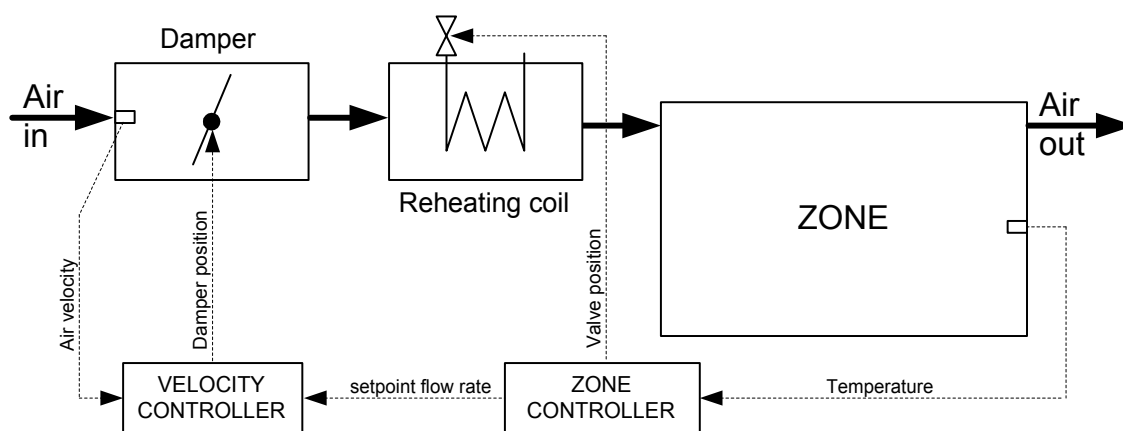 Damper
Air
in
Reheating coil
Air
out
ZONE
Air velocity
Damper position
Valve position
VELOCITY
CONTROLLER
setpoint flow rate
ZONE
CONTROLLER
Temperature